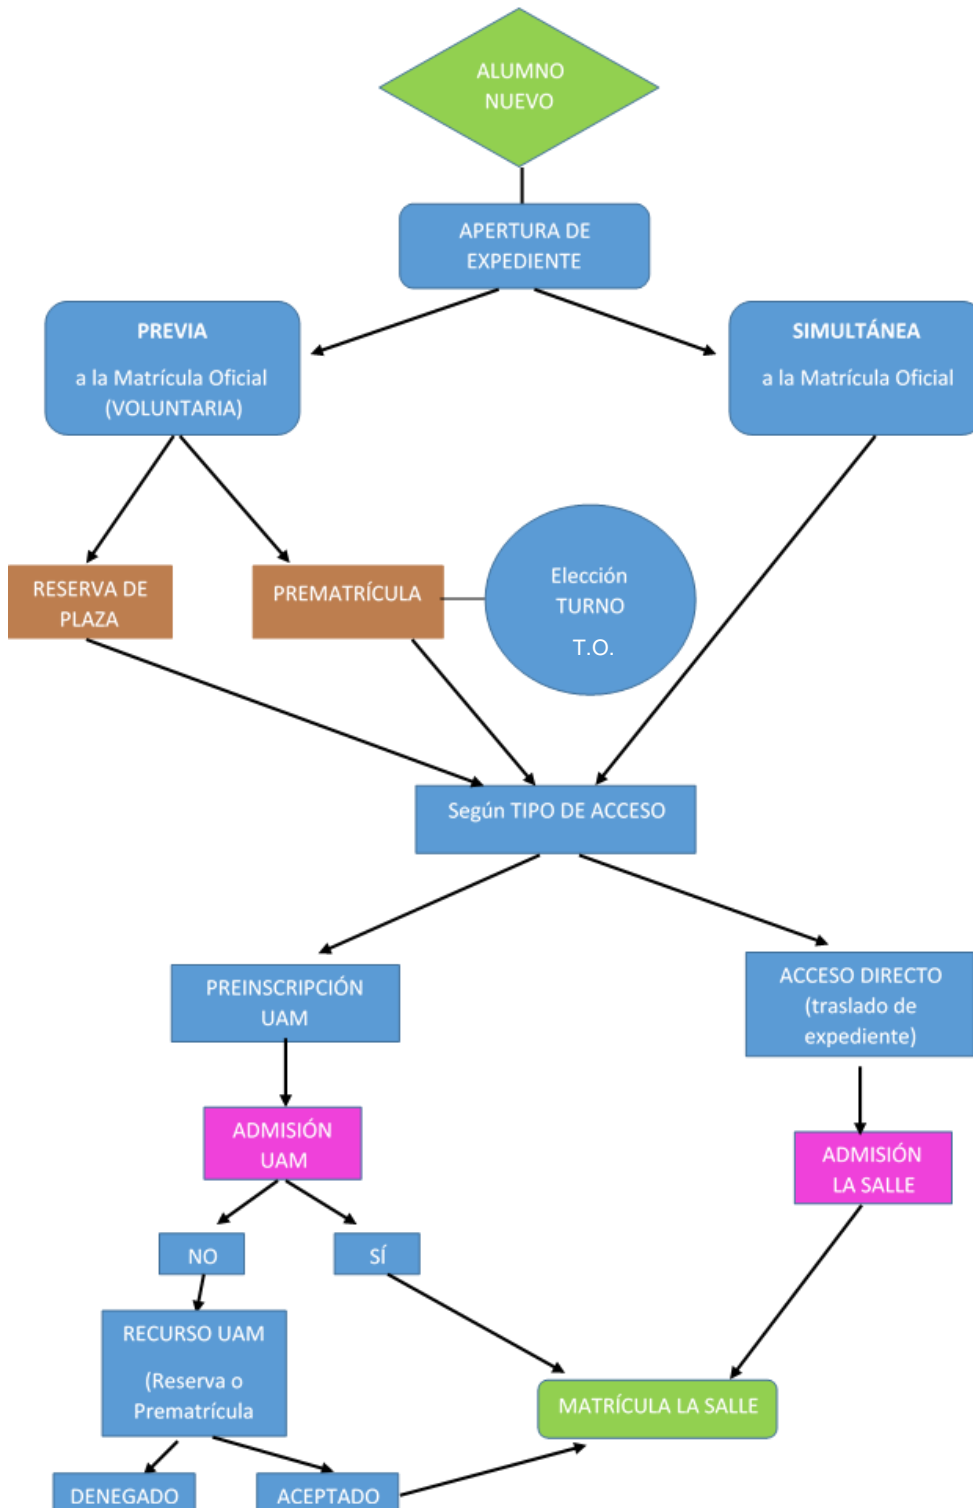 ALUMNO
NUEVO
APERTURA DE
EXPEDIENTE
PREVIA
a la Matrícula Oficial
(VOLUNTARIA)
SIMULTÁNEA
a la Matrícula Oficial
RESERVA DE
PLAZA
PREMATRÍCULA
Elección
TURNO
T.O.
Según TIPO DE ACCESO
PREINSCRIPCIÓN
UAM
ACCESO DIRECTO
(traslado de
expediente)
ADMISIÓN
UAM
ADMISIÓN
LA SALLE
NO
SÍ
RECURSO UAM
(Reserva o
Prematrícula
MATRÍCULA LA SALLE
DENEGADO
ACEPTADO